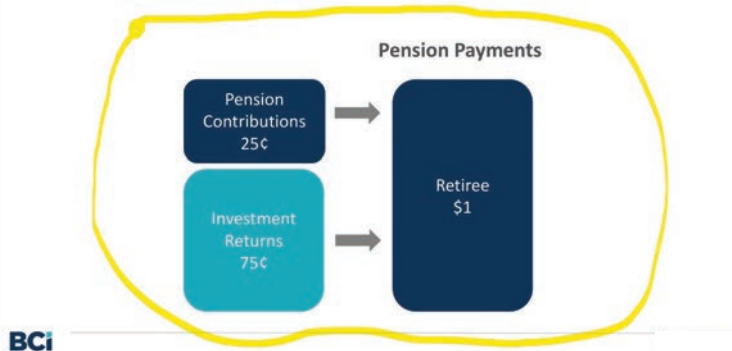 Pension Payments
Pension
Contributions
25¢
Investment
Returns
75¢
Retiree
$1
BCi